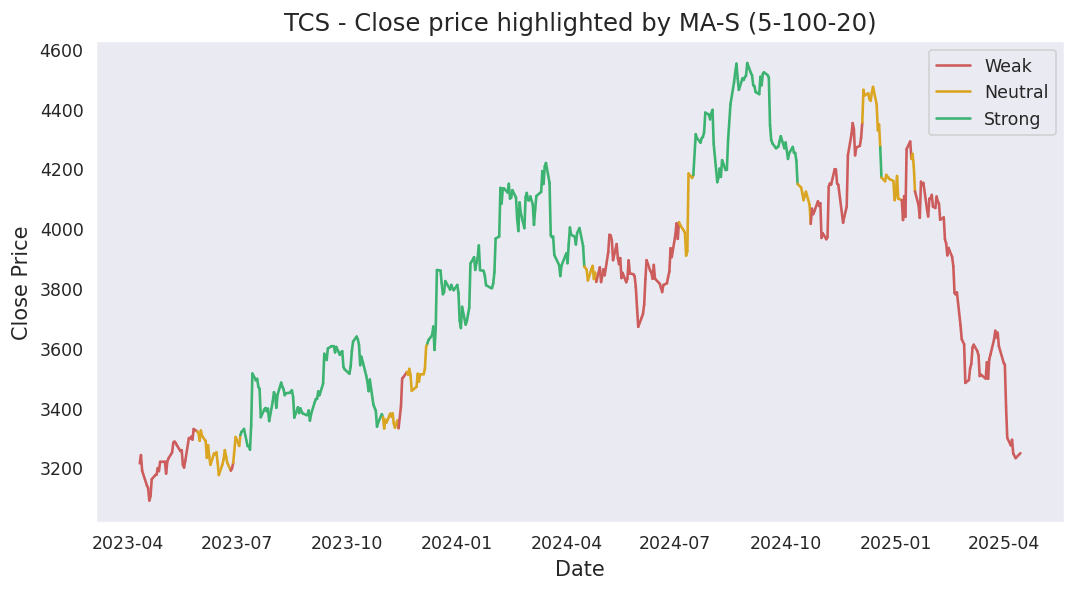 TCS - Close price highlighted by MA-S (5-100-20)
Weak
Neutral
Strong
Close Price
4600
4400
4200
4000
3800
3600
3400
3200
2023-04 2023-07 2023-10 2024-01 2024-04 2024-07 2024-10 2025-01 2025-04
Date